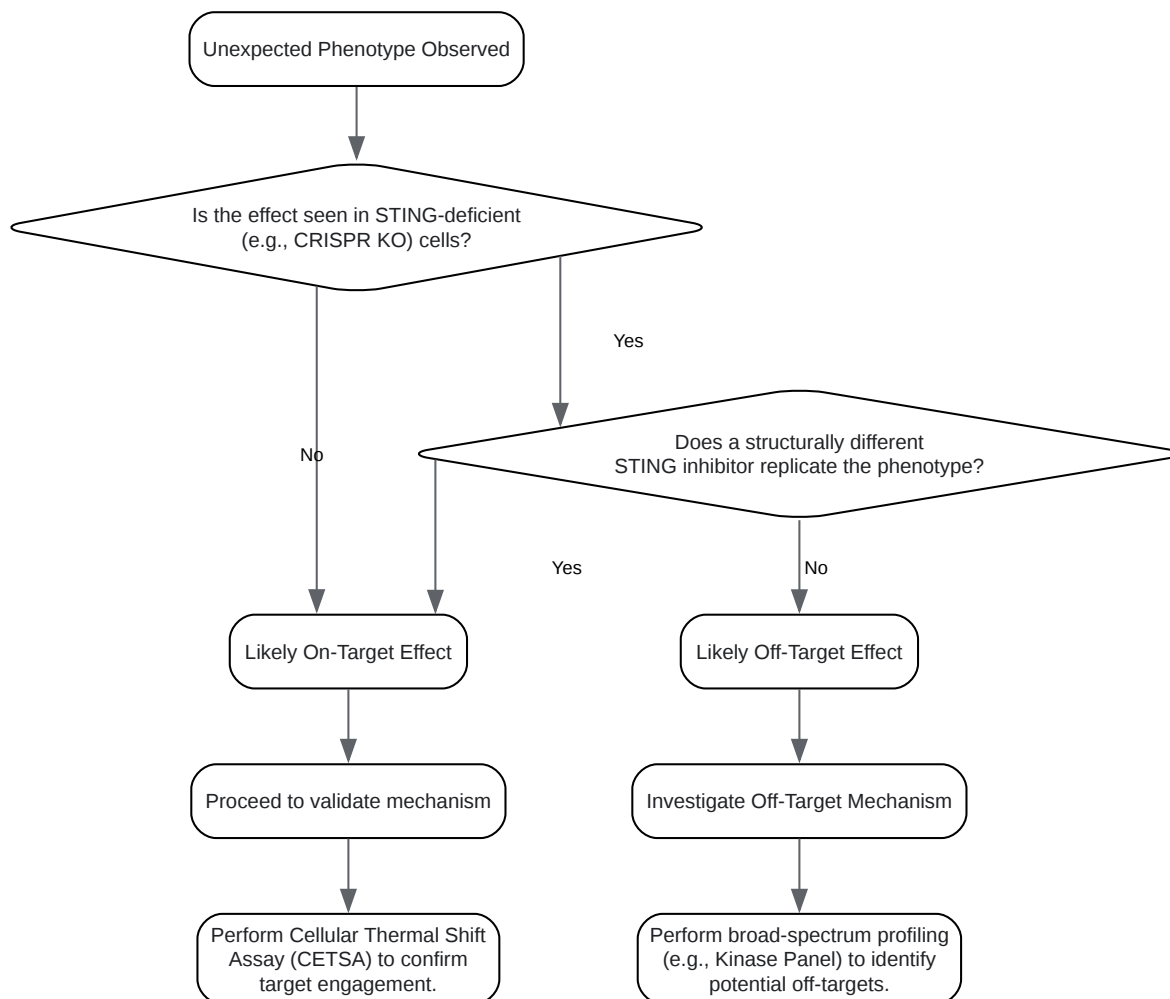 Unexpected Phenotype Observed
Is the effect seen in STING-deficient
(e.g., CRISPR KO) cells?
Yes
No
Does a structurally different
STING inhibitor replicate the phenotype?
Yes
No
Likely On-Target Effect
Likely Off-Target Effect
Proceed to validate mechanism
Investigate Off-Target Mechanism
Perform Cellular Thermal Shift
Assay (CETSA) to confirm
target engagement.
Perform broad-spectrum profiling
(e.g., Kinase Panel) to identify
potential off-targets.